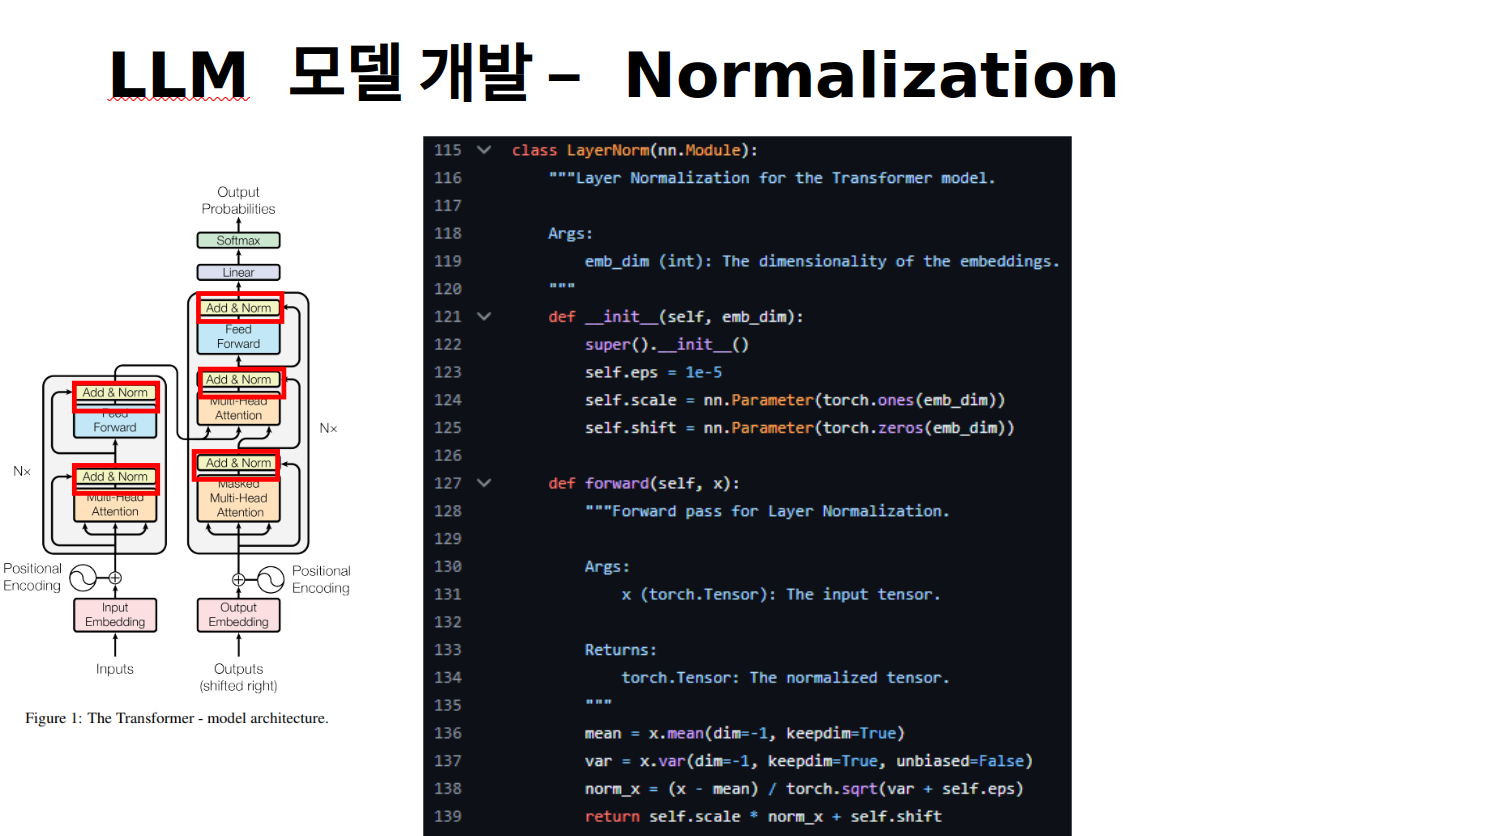 LLM 모델 개발 – Normalization
Output
Probabilities
Softmax
Linear
Add & Norm
Feed
Forward
Add & Norm
Multi-Head
Attention
Add & Norm
Masked
Multi-Head
Attention
Nx
Add & Norm
Feed
Forward
Add & Norm
Multi-Head
Attention
Nx
Positional
Encoding
Positional
Encoding
Input
Embedding
Output
Embedding
Inputs
Outputs
(shifted right)
Figure 1: The Transformer - model architecture.
115 class LayerNorm(nn.Module):
116 """Layer Normalization for the Transformer model.
117
118 Args:
119 emb_dim (int): The dimensionality of the embeddings.
120 """
121 def __init__(self, emb_dim):
122 super().__init__()
123 self.eps = 1e-5
124 self.scale = nn.Parameter(torch.ones(emb_dim))
125 self.shift = nn.Parameter(torch.zeros(emb_dim))
126
127 def forward(self, x):
128 """Forward pass for Layer Normalization.
129
130 Args:
131 x (torch.Tensor): The input tensor.
132
133 Returns:
134 torch.Tensor: The normalized tensor.
135 """
136 mean = x.mean(dim=-1, keepdim=True)
137 var = x.var(dim=-1, keepdim=True, unbiased=False)
138 norm_x = (x - mean) / torch.sqrt(var + self.eps)
139 return self.scale * norm_x + self.shift